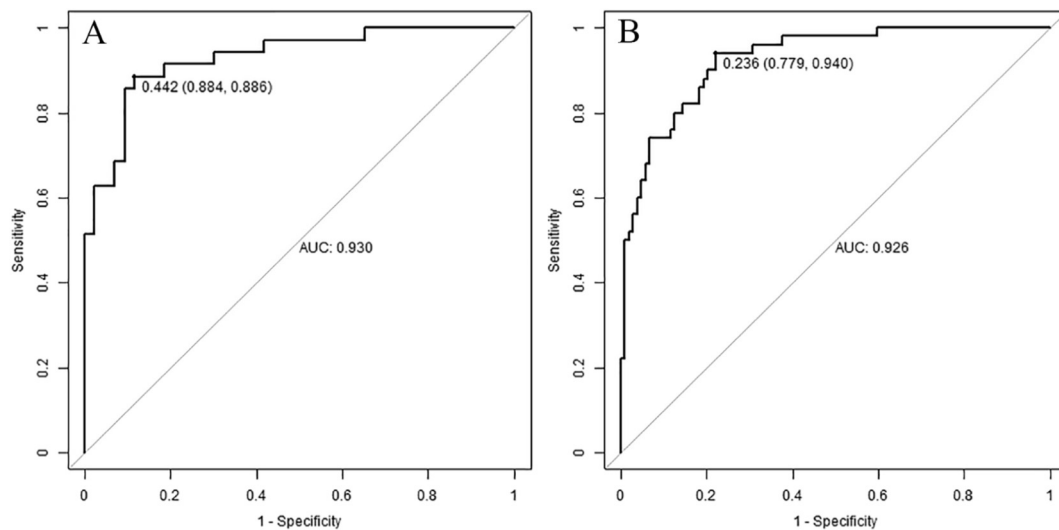 A
0.442 (0.884, 0.886)
AUC: 0.930
Sensitivity
0
0.2
0.4
0.6
0.8
1
0 0.2 0.4 0.6 0.8 1
1 - Specificity
B
0.236 (0.779, 0.940)
AUC: 0.926
Sensitivity
0
0.2
0.4
0.6
0.8
1
0 0.2 0.4 0.6 0.8 1
1 - Specificity